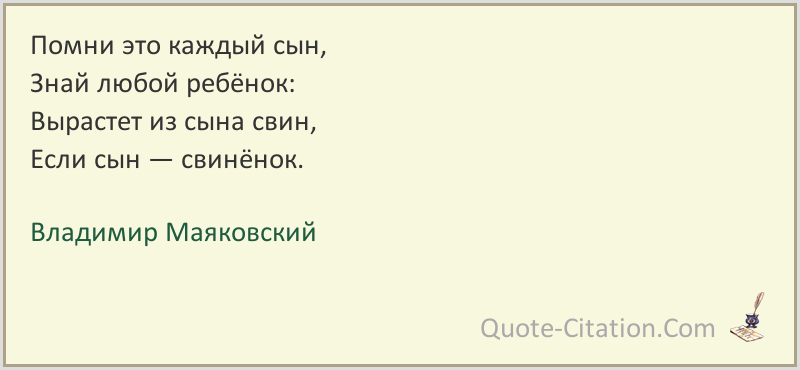 Помни это каждый сын,
Знай любой ребёнок:
Вырастет из сына свин,
Если сын — свинёнок.
Владимир Маяковский
Quote-Citation.Com